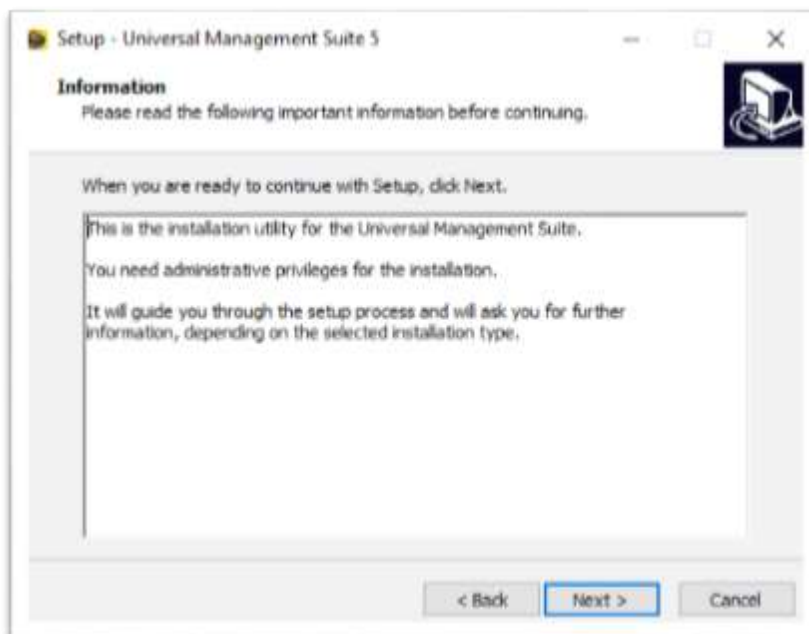 Setup - Universal Management Suite 5
Information
Please read the following important information before continuing.
When you are ready to continue with Setup, click Next.
This is the installation utility for the Universal Management Suite.
You need administrative privileges for the installation.
It will guide you through the setup process and will ask you for further
information, depending on the selected installation type.
< Back Next > Cancel